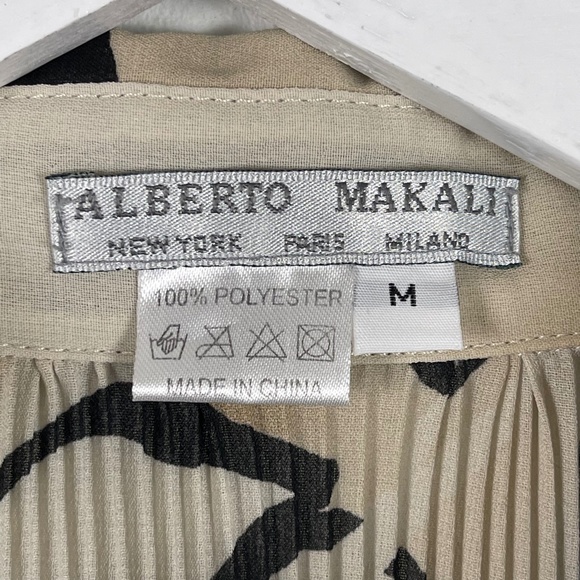 ALBERTO MAKALI
NEW YORK PARIS MILANO
100% POLYESTER
M
MADE IN CHINA